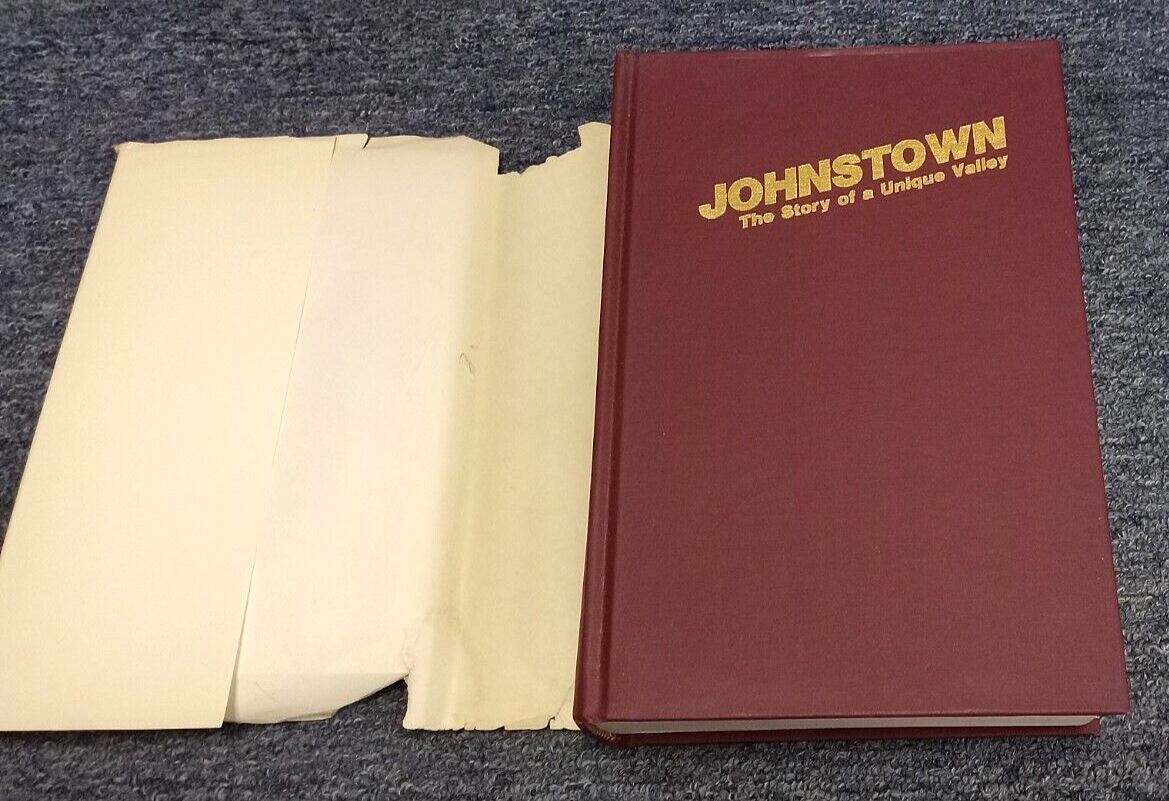 JOHNSTOWN
The Story of a Unique Valley